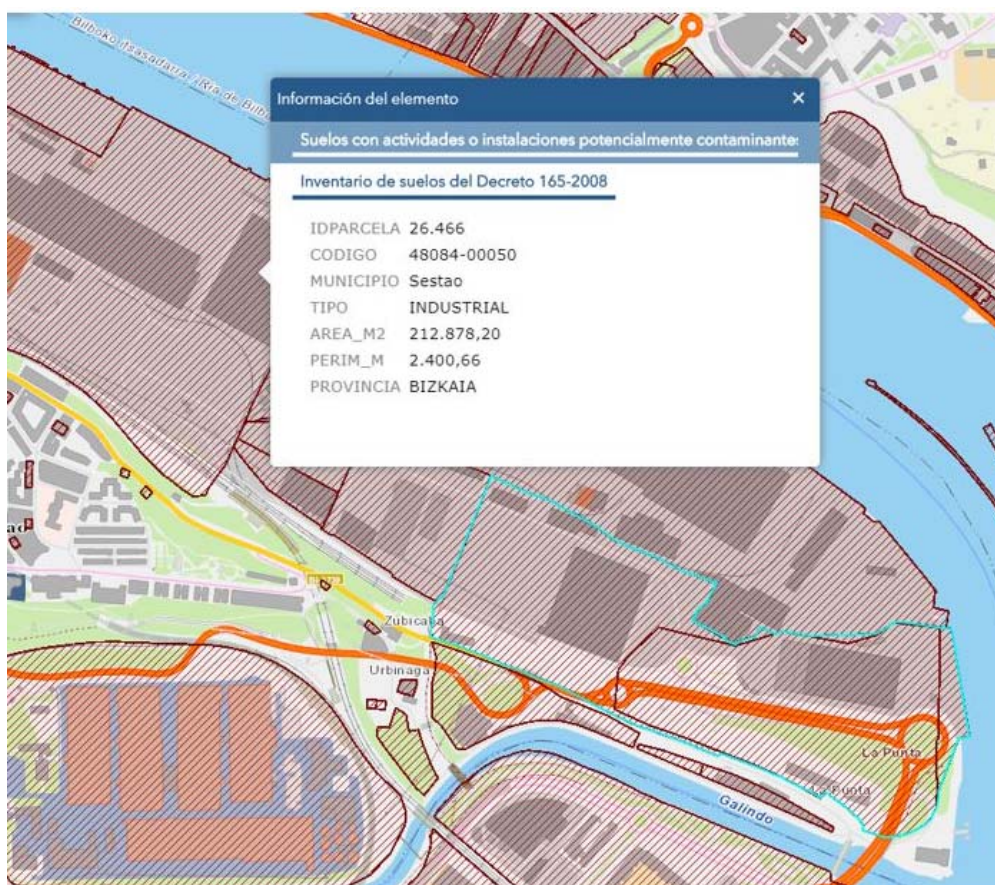 Bilboko itsasadarra / Ría de Bilb
Información del elemento ×
Suelos con actividades o instalaciones potencialmente contaminantes
Inventario de suelos del Decreto 165-2008
IDPARCELA 26.466
CODIGO 48084-00050
MUNICIPIO Sestao
TIPO INDUSTRIAL
AREA_M2 212.878,20
PERIM_M 2.400,66
PROVINCIA BIZKAIA
ao
Urbinaga
La Punta
La Punta
Galindo